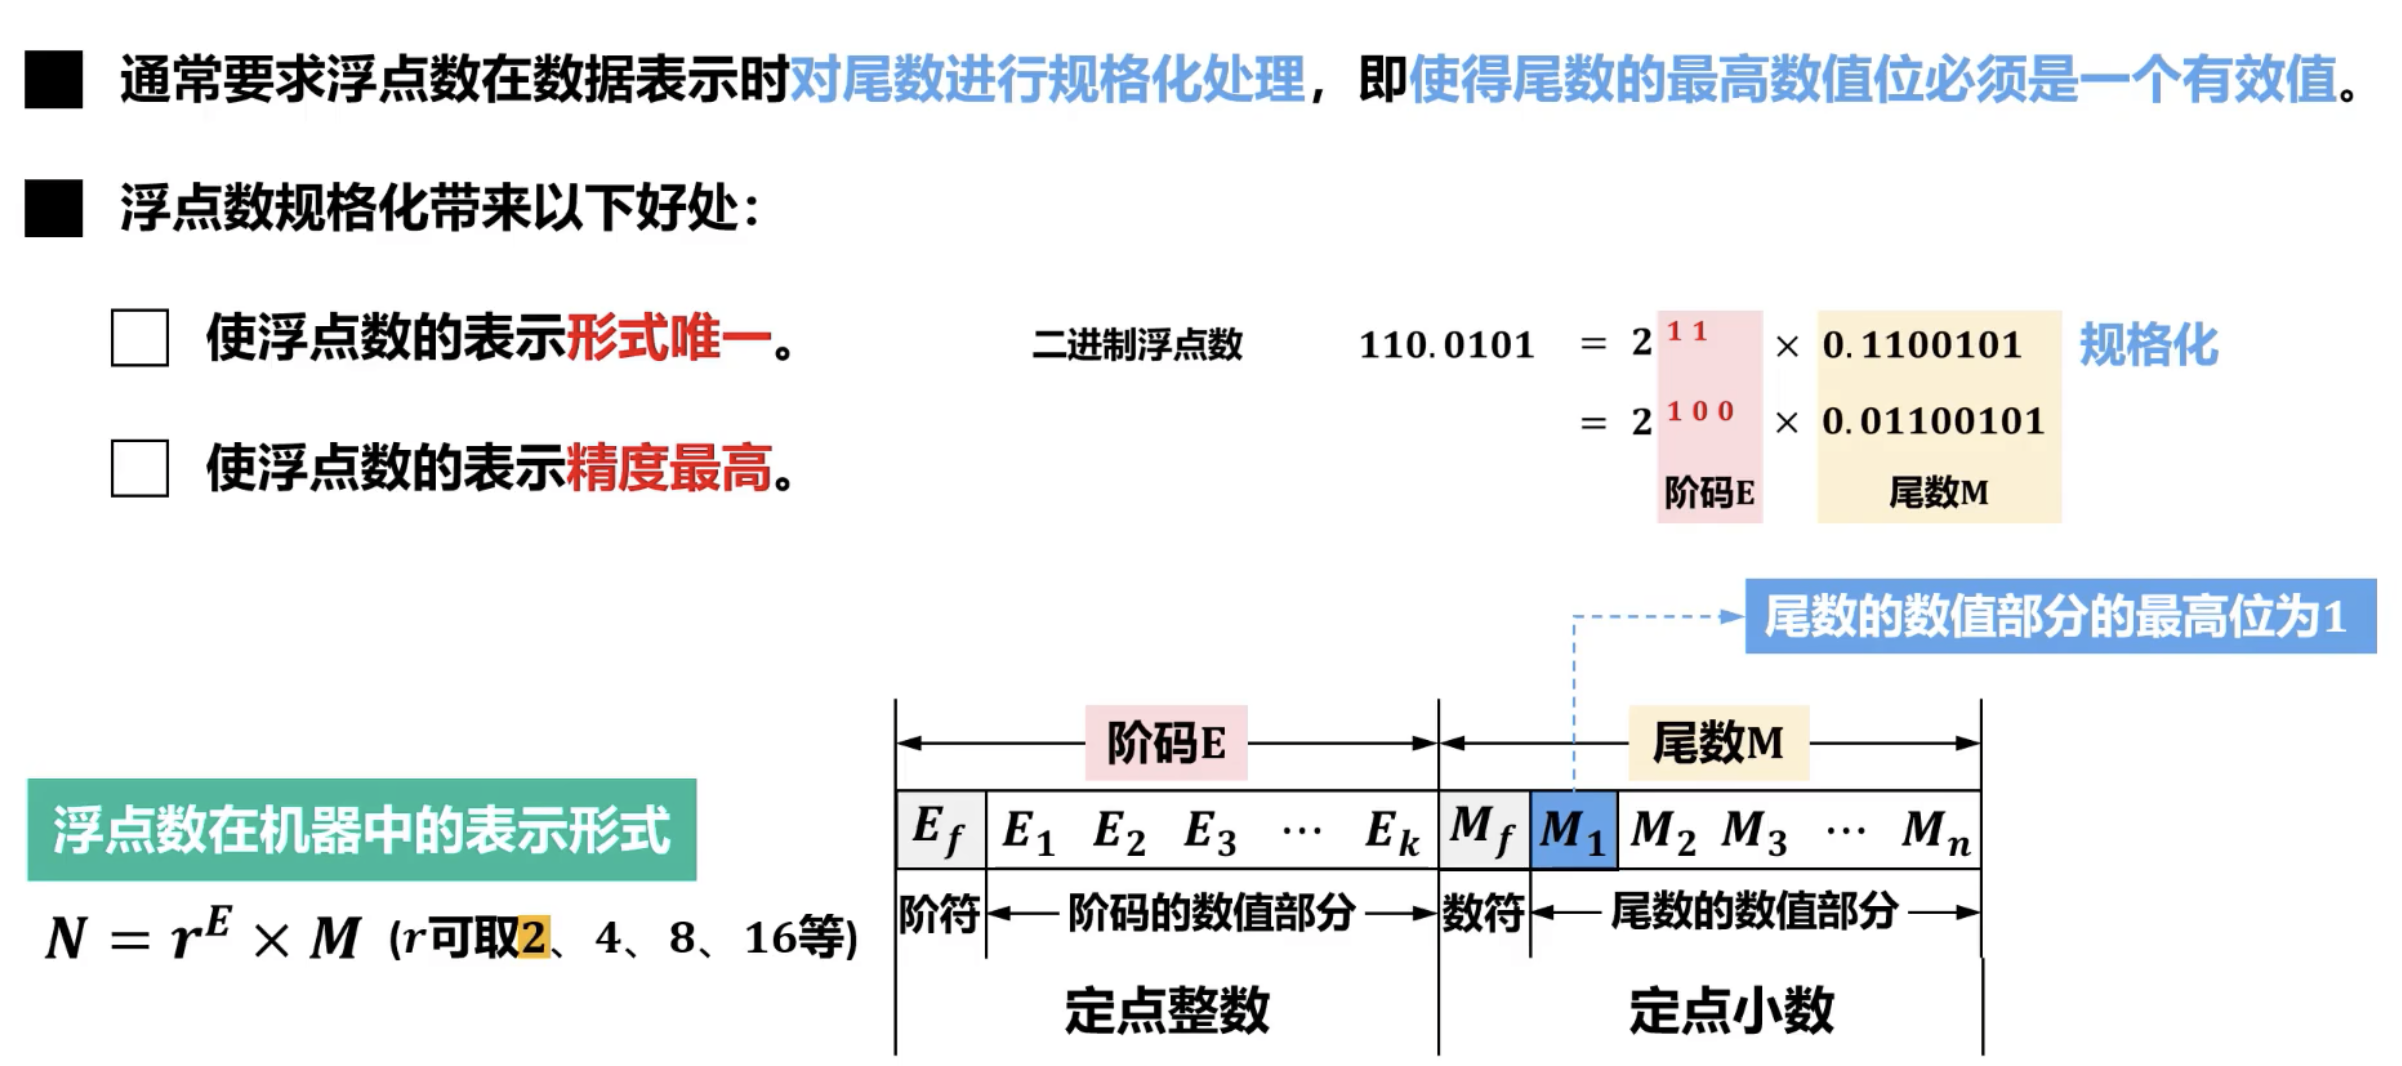 通常要求浮点数在数据表示时对尾数进行规格化处理，即使得尾数的最高数值位必须是一个有效值。
浮点数规格化带来以下好处：
使浮点数的表示形式唯一。
使浮点数的表示精度最高。
二进制浮点数 110.0101 = 2^11 × 0.1100101 规格化
= 2^100 × 0.01100101
阶码E 尾数M
尾数的数值部分的最高位为1
阶码E 尾数M
浮点数在机器中的表示形式
E_f E_1 E_2 E_3 ⋯ E_k M_f M_1 M_2 M_3 ⋯ M_n
阶符 阶码的数值部分 数符 尾数的数值部分
N = r^E × M (r可取2、4、8、16等)
定点整数 定点小数